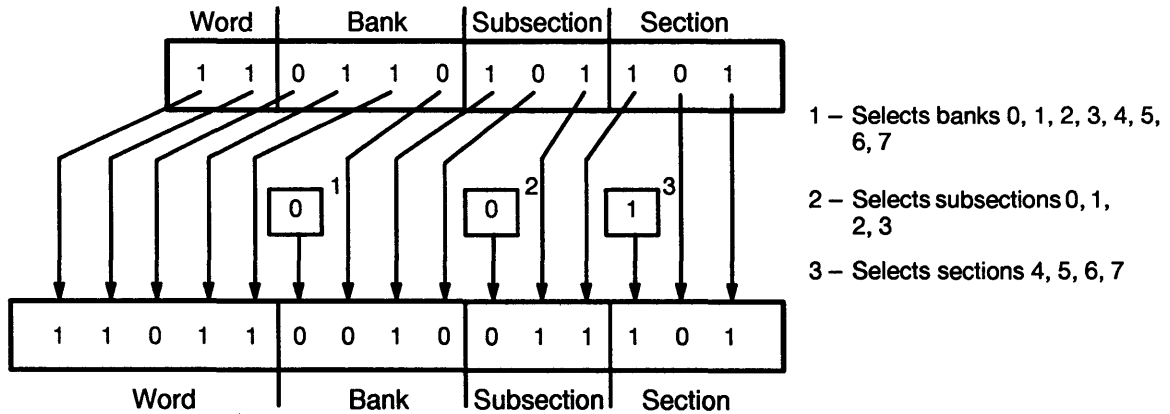 Word Bank Subsection Section
1 1 0 1 1 0 1 0 1 1 0 1
1 – Selects banks 0, 1, 2, 3, 4, 5,
6, 7
0 1 0 2 1 3
2 – Selects subsections 0, 1,
2, 3
3 – Selects sections 4, 5, 6, 7
1 1 0 1 1 0 0 1 0 0 1 1 1 0 1
Word Bank Subsection Section